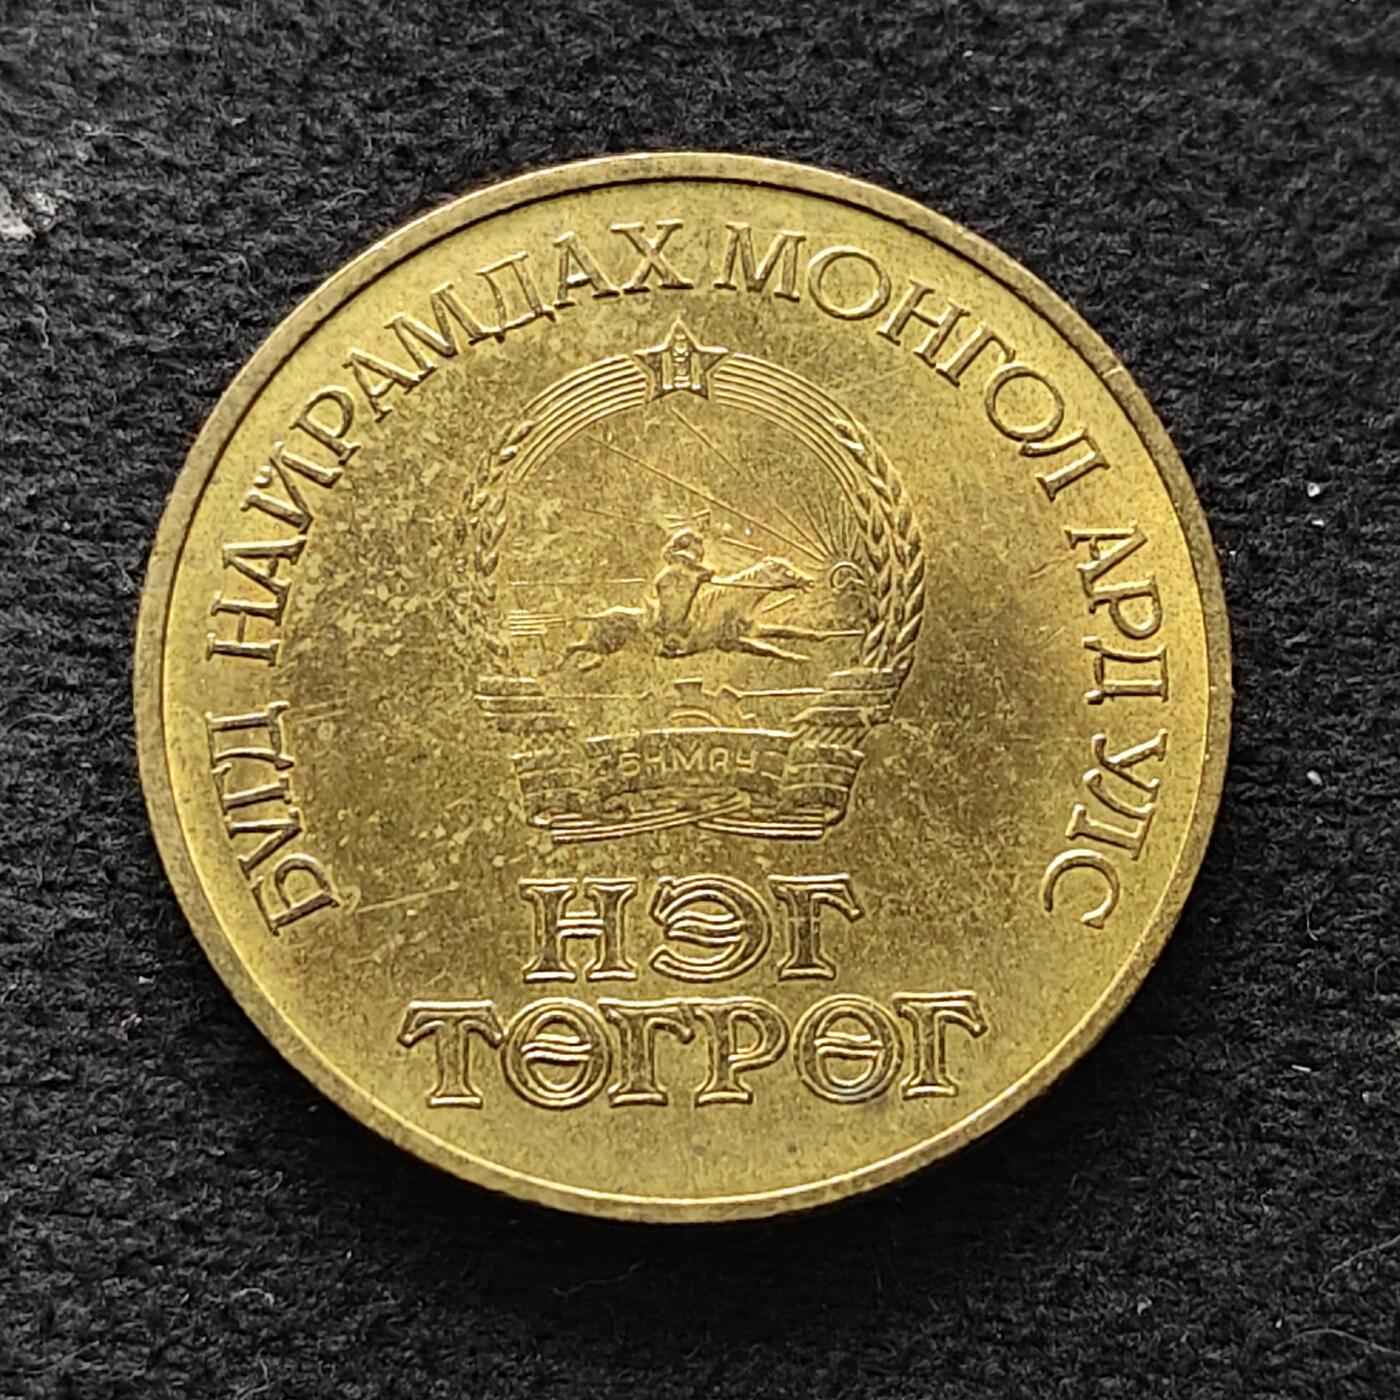 БҮГД НАЙРАМДАХ МОНГОЛ АРД УЛС
БНМАУ
НЭГ
ТӨГРӨГ